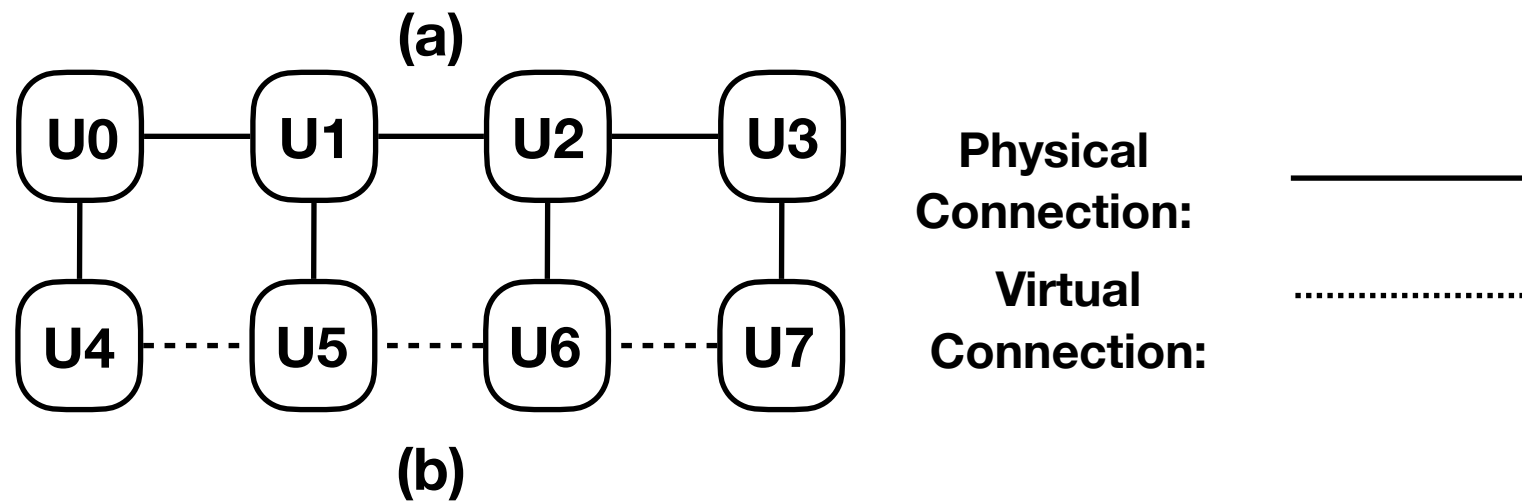 (a)
U0 U1 U2 U3
Physical
Connection:
U4 U5 U6 U7
Virtual
Connection:
(b)